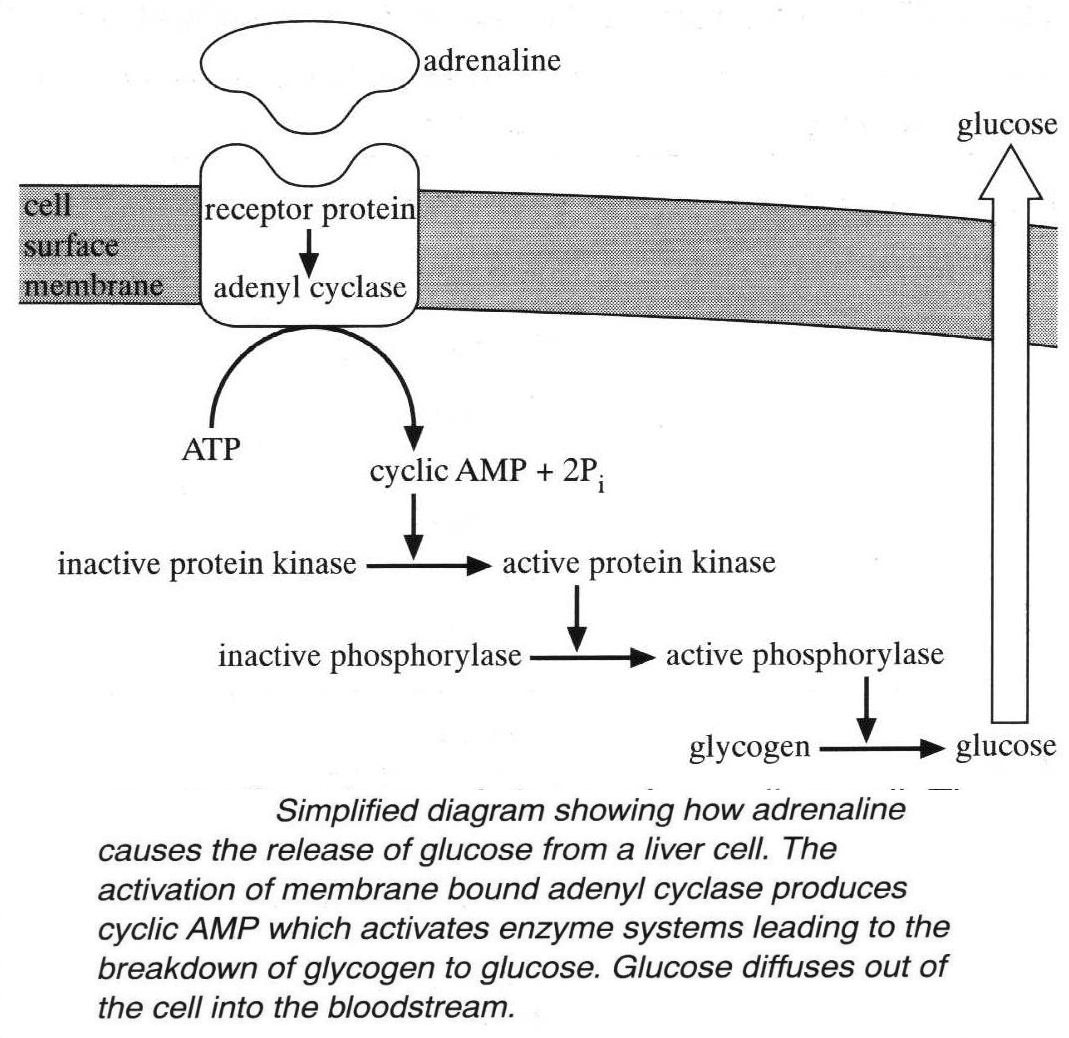 adrenaline
glucose
cell
surface
membrane
receptor protein
adenyl cyclase
ATP
cyclic AMP + 2Pi
inactive protein kinase
active protein kinase
inactive phosphorylase
active phosphorylase
glycogen
glucose
Simplified diagram showing how adrenaline
causes the release of glucose from a liver cell. The
activation of membrane bound adenyl cyclase produces
cyclic AMP which activates enzyme systems leading to the
breakdown of glycogen to glucose. Glucose diffuses out of
the cell into the bloodstream.